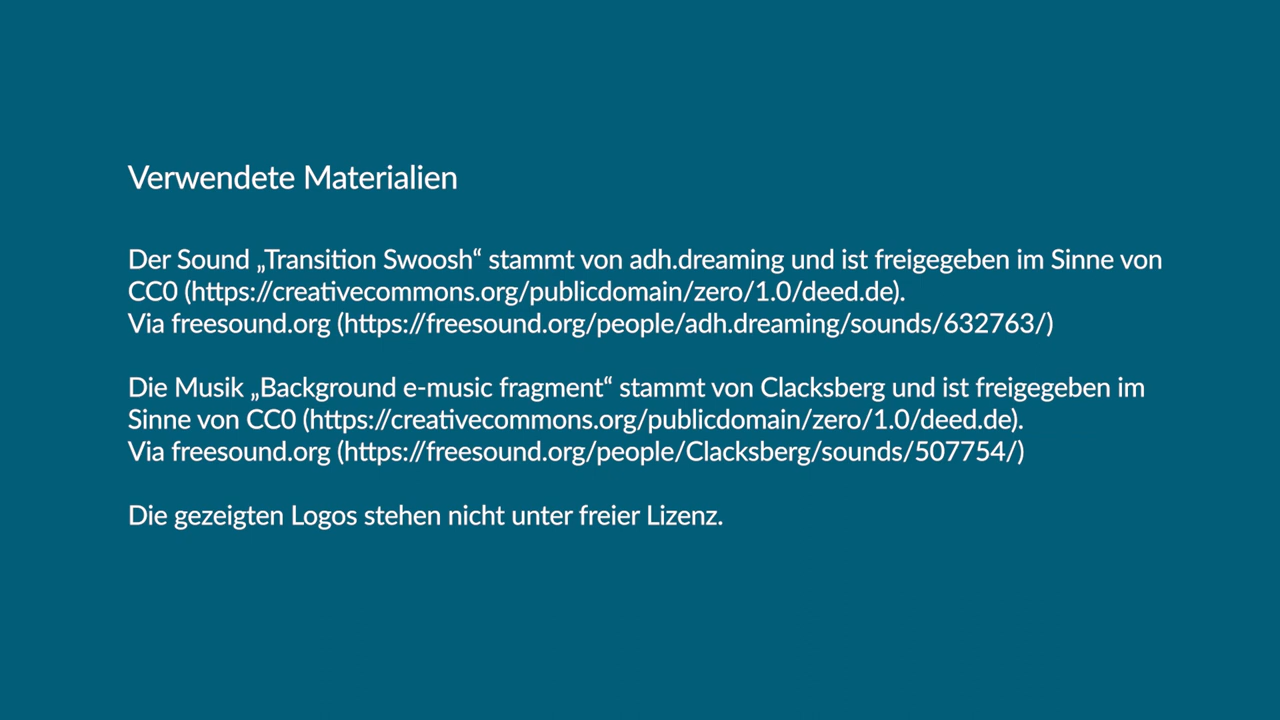 Verwendete Materialien
Der Sound „Transition Swoosh“ stammt von adh.dreaming und ist freigegeben im Sinne von
CC0 (https://creativecommons.org/publicdomain/zero/1.0/deed.de).
Via freesound.org (https://freesound.org/people/adh.dreaming/sounds/632763/)
Die Musik „Background e-music fragment“ stammt von Clacksberg und ist freigegeben im
Sinne von CC0 (https://creativecommons.org/publicdomain/zero/1.0/deed.de).
Via freesound.org (https://freesound.org/people/Clacksberg/sounds/507754/)
Die gezeigten Logos stehen nicht unter freier Lizenz.